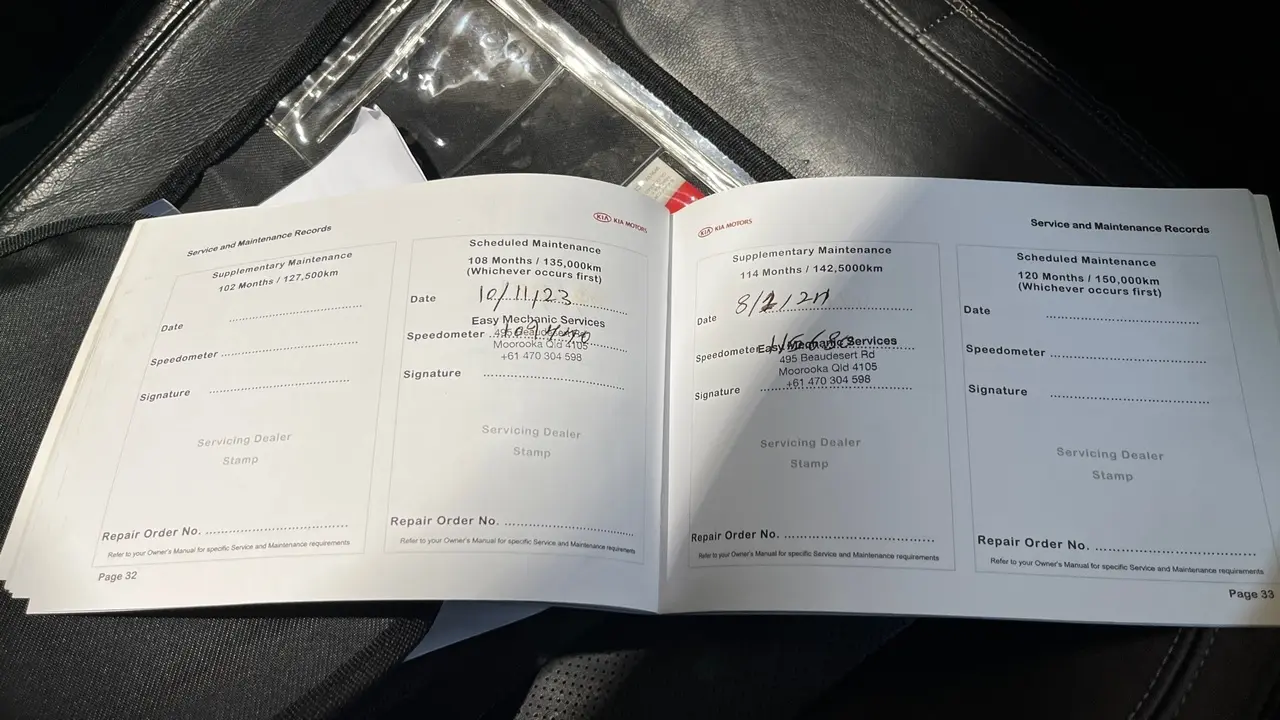 Service and Maintenance Records
KIA KIA MOTORS
Supplementary Maintenance
102 Months / 127,500km
Date
Speedometer
Signature
Servicing Dealer
Stamp
Repair Order No.
Refer to your Owner's Manual for specific Service and Maintenance requirements
Page 32
Scheduled Maintenance
108 Months / 135,000km
(Whichever occurs first)
Date 10/11/23
Easy Mechanic Services
Speedometer
495 Beaudesert Rd
Moorooka Qld 4105
+61 470 304 598
Signature
Servicing Dealer
Stamp
Repair Order No.
Refer to your Owner's Manual for specific Service and Maintenance requirements
KIA KIA MOTORS
Service and Maintenance Records
Supplementary Maintenance
114 Months / 142,5000km
Date 8/2/24
Speedometer
Easy Mechanic Services
495 Beaudesert Rd
Moorooka Qld 4105
+61 470 304 598
Signature
Servicing Dealer
Stamp
Repair Order No.
Refer to your Owner's Manual for specific Service and Maintenance requirements
Scheduled Maintenance
120 Months / 150,000km
(Whichever occurs first)
Date
Speedometer
Signature
Servicing Dealer
Stamp
Repair Order No.
Refer to your Owner's Manual for specific Service and Maintenance requirements
Page 33